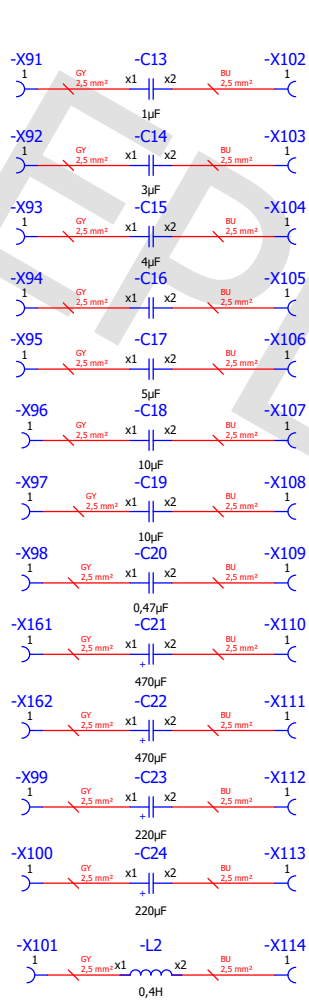 -X91 -C13 -X102
1 GY x1 x2 BU 1
2,5 mm² 2,5 mm²
1µF
-X92 -C14 -X103
1 GY x1 x2 BU 1
2,5 mm² 2,5 mm²
3µF
-X93 -C15 -X104
1 GY x1 x2 BU 1
2,5 mm² 2,5 mm²
4µF
-X94 -C16 -X105
1 GY x1 x2 BU 1
2,5 mm² 2,5 mm²
-X95 -C17 -X106
1 GY x1 x2 BU 1
2,5 mm² 2,5 mm²
5µF
-X96 -C18 -X107
1 GY x1 x2 BU 1
2,5 mm² 2,5 mm²
10µF
-X97 -C19 -X108
1 GY x1 x2 BU 1
2,5 mm² 2,5 mm²
10µF
-X98 -C20 -X109
1 GY x1 x2 BU 1
2,5 mm² 2,5 mm²
0,47µF
-X161 -C21 -X110
1 GY x1 x2 BU 1
2,5 mm² + 2,5 mm²
470µF
-X162 -C22 -X111
1 GY x1 x2 BU 1
2,5 mm² + 2,5 mm²
470µF
-X99 -C23 -X112
1 GY x1 x2 BU 1
2,5 mm² + 2,5 mm²
220µF
-X100 -C24 -X113
1 GY x1 x2 BU 1
2,5 mm² + 2,5 mm²
220µF
-X101 -L2 -X114
1 GY x1 x2 BU 1
2,5 mm² 2,5 mm²
0,4H
EPL